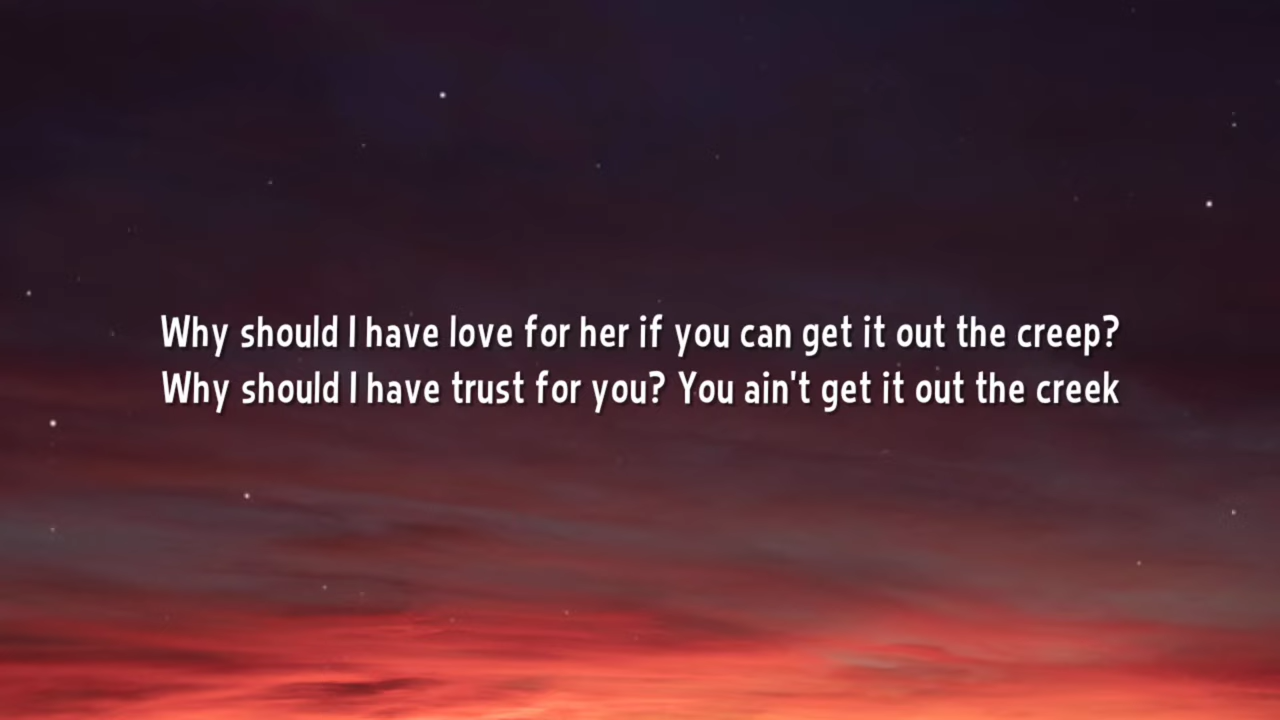 Why should I have love for her if you can get it out the creep?
Why should I have trust for you? You ain't get it out the creek